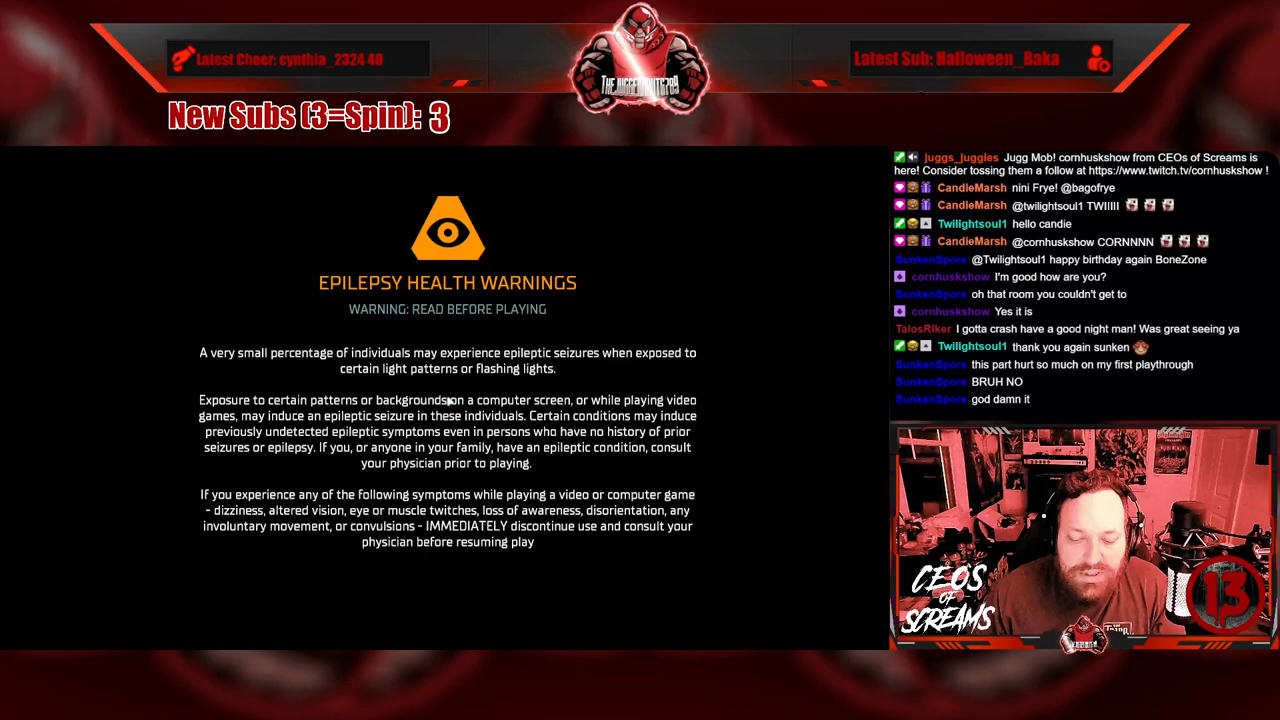 Latest Cheer: cynthia_2324 40
THEJUGGERNAUT6789
Latest Sub: Halloween_Baka
New Subs (3=Spin): 3
EPILEPSY HEALTH WARNINGS
WARNING: READ BEFORE PLAYING
A very small percentage of individuals may experience epileptic seizures when exposed to
certain light patterns or flashing lights.
Exposure to certain patterns or backgrounds on a computer screen, or while playing video
games, may induce an epileptic seizure in these individuals. Certain conditions may induce
previously undetected epileptic symptoms even in persons who have no history of prior
seizures or epilepsy. If you, or anyone in your family, have an epileptic condition, consult
your physician prior to playing.
If you experience any of the following symptoms while playing a video or computer game
- dizziness, altered vision, eye or muscle twitches, loss of awareness, disorientation, any
involuntary movement, or convulsions - IMMEDIATELY discontinue use and consult your
physician before resuming play
juggs_juggles Jugg Mob! cornhuskshow from CEOs of Screams is
here! Consider tossing them a follow at https://www.twitch.tv/cornhuskshow !
CandleMarsh nini Frye! @bagofrye
CandleMarsh @twilightsoul1 TWIIIII
Twilightsoul1 hello candie
CandleMarsh @cornhuskshow CORNNNN
SunkenSpore @Twilightsoul1 happy birthday again BoneZone
cornhuskshow I'm good how are you?
SunkenSpore oh that room you couldn't get to
cornhuskshow Yes it is
TalosRiker I gotta crash have a good night man! Was great seeing ya
Twilightsoul1 thank you again sunken
SunkenSpore this part hurt so much on my first playthrough
SunkenSpore BRUH NO
SunkenSpore god damn it
CEOS
OF
SCREAMS
13